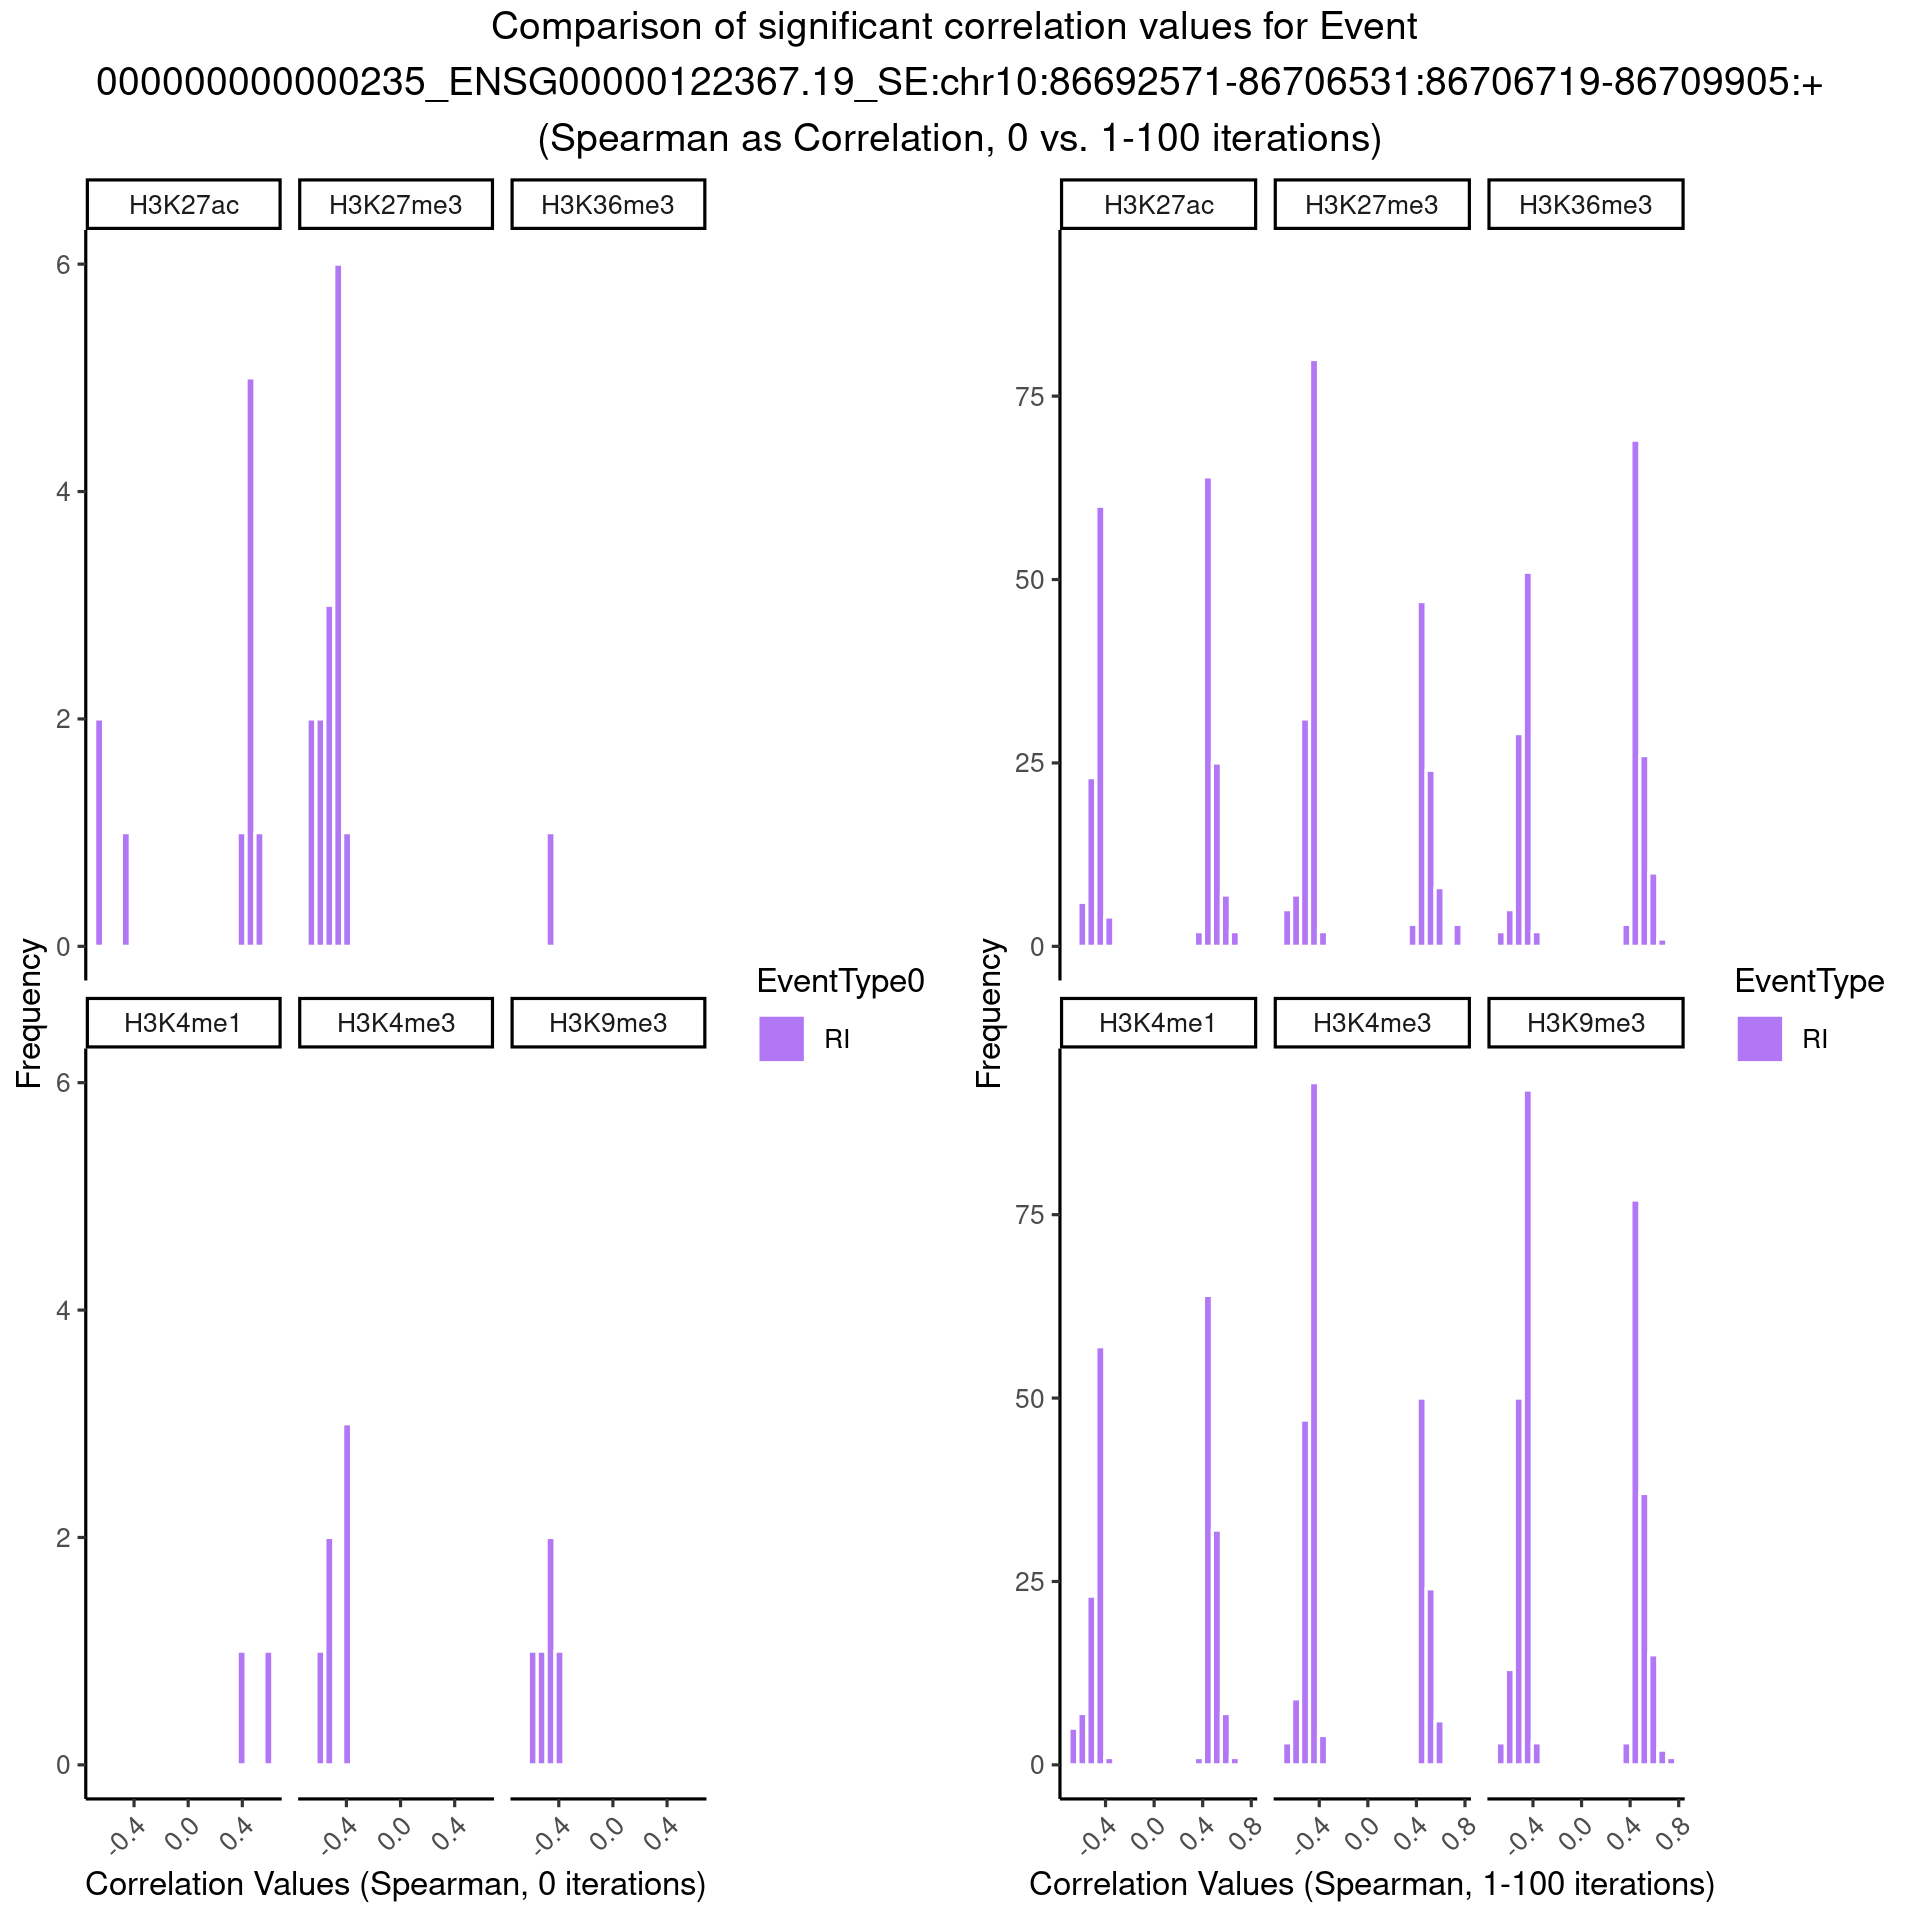 Comparison of significant correlation values for Event
000000000000235_ENSG00000122367.19_SE:chr10:86692571-86706531:86706719-86709905:+
(Spearman as Correlation, 0 vs. 1-100 iterations)
H3K27ac H3K27me3 H3K36me3
6
4
2
0
H3K4me1 H3K4me3 H3K9me3
6
4
2
0
Frequency
-0.4 0.0 0.4 -0.4 0.0 0.4 -0.4 0.0 0.4
Correlation Values (Spearman, 0 iterations)
EventType0
RI
H3K27ac H3K27me3 H3K36me3
75
50
25
0
H3K4me1 H3K4me3 H3K9me3
75
50
25
0
Frequency
-0.4 0.0 0.4 0.8 -0.4 0.0 0.4 0.8 -0.4 0.0 0.4 0.8
Correlation Values (Spearman, 1-100 iterations)
EventType
RI